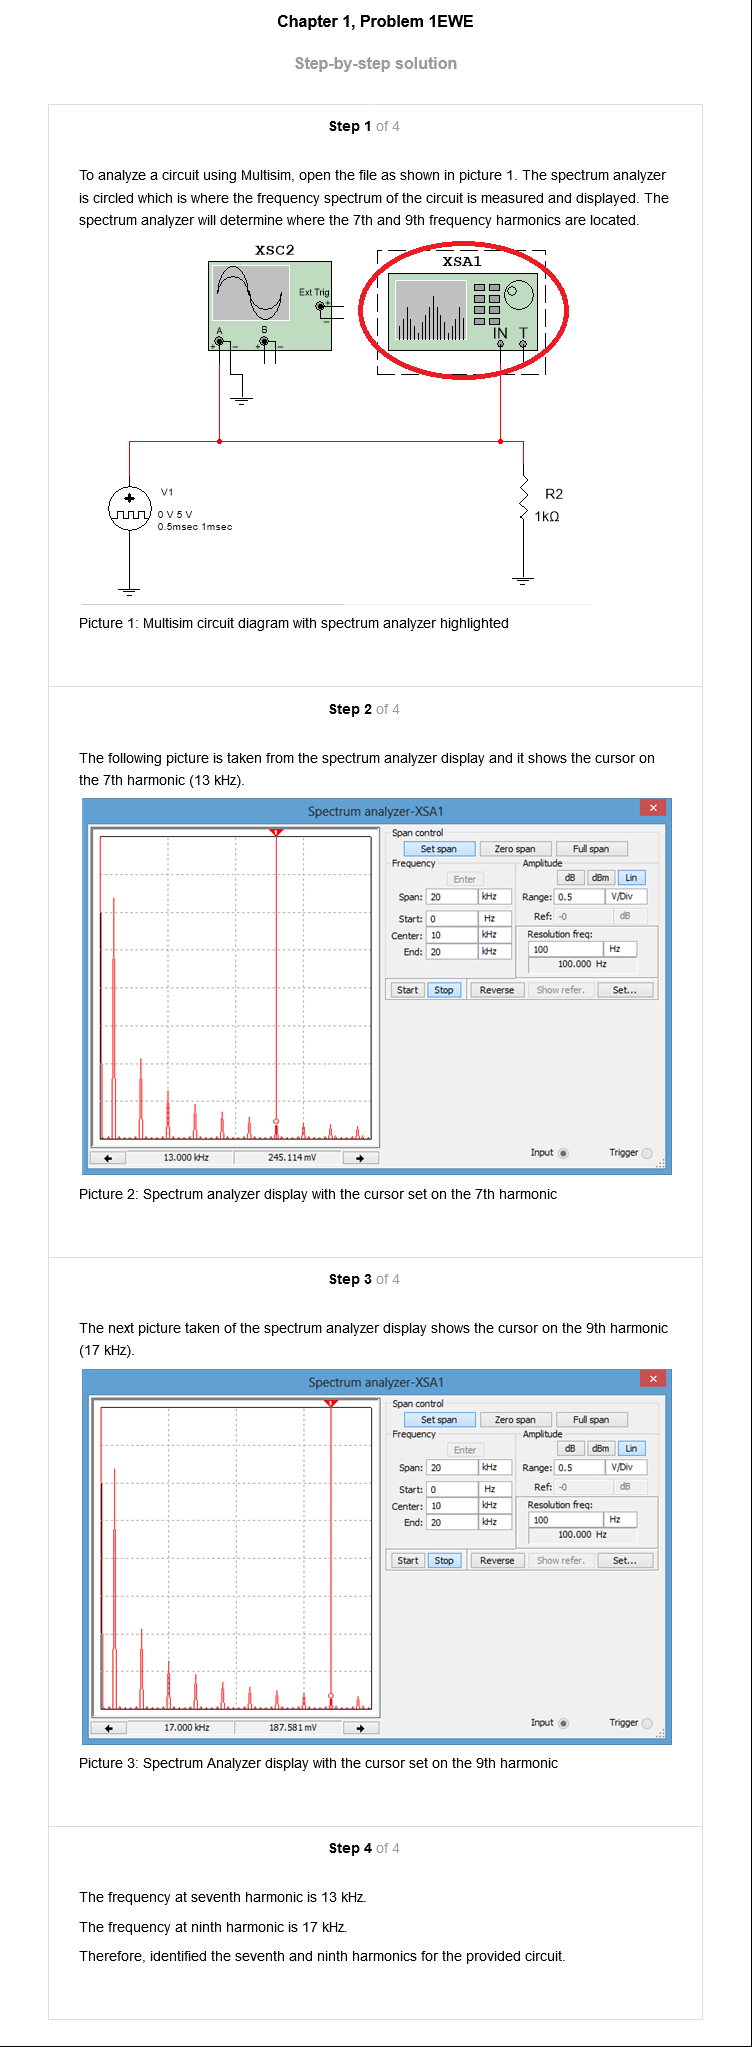 Chapter 1, Problem 1EWE
Step-by-step solution
Step 1 of 4
To analyze a circuit using Multisim, open the file as shown in picture 1. The spectrum analyzer
is circled which is where the frequency spectrum of the circuit is measured and displayed. The
spectrum analyzer will determine where the 7th and 9th frequency harmonics are located.
XSC2
XSA1
Ext Trig
+
−
A
B
+ − + −
IN T
V1
0 V 5 V
0.5msec 1msec
R2
1kΩ
Picture 1: Multisim circuit diagram with spectrum analyzer highlighted
Step 2 of 4
The following picture is taken from the spectrum analyzer display and it shows the cursor on
the 7th harmonic (13 kHz).
Spectrum analyzer-XSA1
1
Span control
Set span Zero span Full span
Frequency Amplitude
Enter dB dBm Lin
Span: 20 kHz Range: 0.5 V/Div
Start: 0 Hz Ref: -0 dB
Center: 10 kHz Resolution freq:
End: 20 kHz 100 Hz
100.000 Hz
Start Stop Reverse Show refer. Set...
Input Trigger
13.000 kHz 245.114 mV
Picture 2: Spectrum analyzer display with the cursor set on the 7th harmonic
Step 3 of 4
The next picture taken of the spectrum analyzer display shows the cursor on the 9th harmonic
(17 kHz).
Spectrum analyzer-XSA1
1
Span control
Set span Zero span Full span
Frequency Amplitude
Enter dB dBm Lin
Span: 20 kHz Range: 0.5 V/Div
Start: 0 Hz Ref: -0 dB
Center: 10 kHz Resolution freq:
End: 20 kHz 100 Hz
100.000 Hz
Start Stop Reverse Show refer. Set...
Input Trigger
17.000 kHz 187.581 mV
Picture 3: Spectrum Analyzer display with the cursor set on the 9th harmonic
Step 4 of 4
The frequency at seventh harmonic is 13 kHz.
The frequency at ninth harmonic is 17 kHz.
Therefore, identified the seventh and ninth harmonics for the provided circuit.